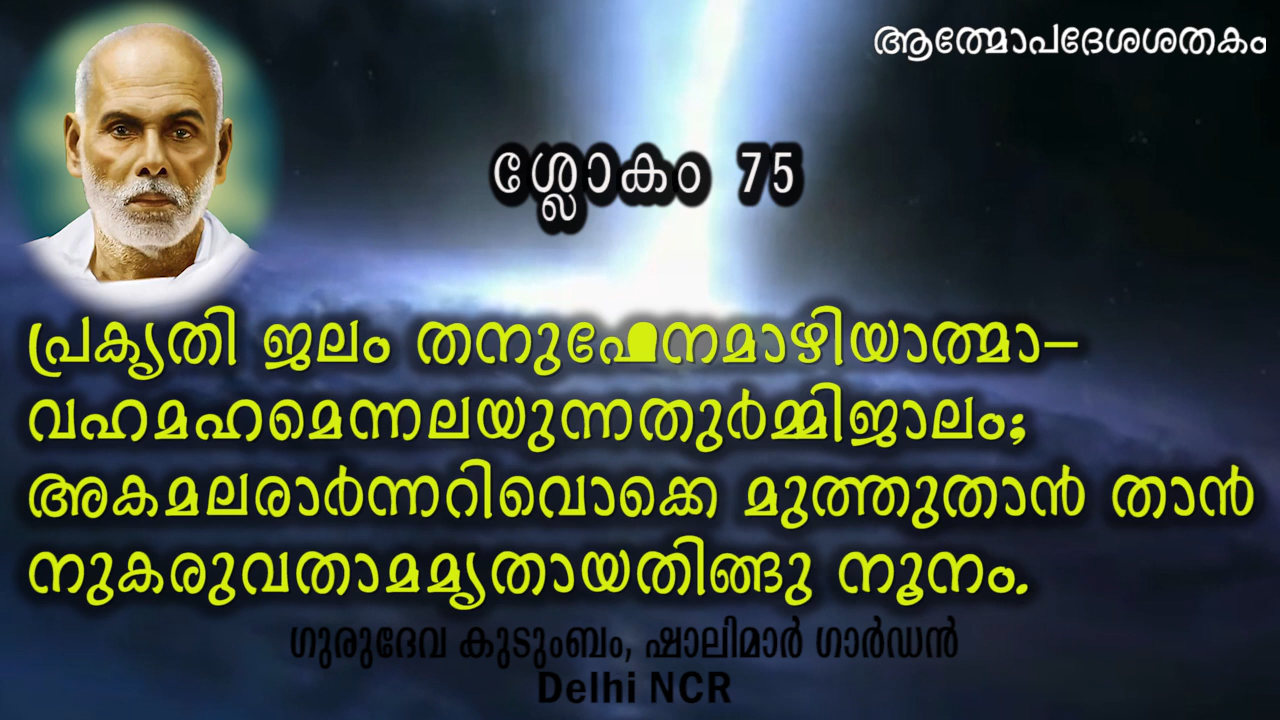 ആത്മോപദേശശതകം
ശ്ലോകം 75
പ്രകൃതി ജലം തനുഫേനമാഴിയാത്മാ-
വഹമഹമെന്നലയുന്നതുർമ്മിജാലം;
അകമലരാർന്നറിവൊക്കെ മുത്തുതാൻ താൻ
നുകരുവതാമമൃതായതിങ്ങു നൂനം.
ഗുരുദേവ കുടുംബം, ഷാലിമാർ ഗാർഡൻ
Delhi NCR